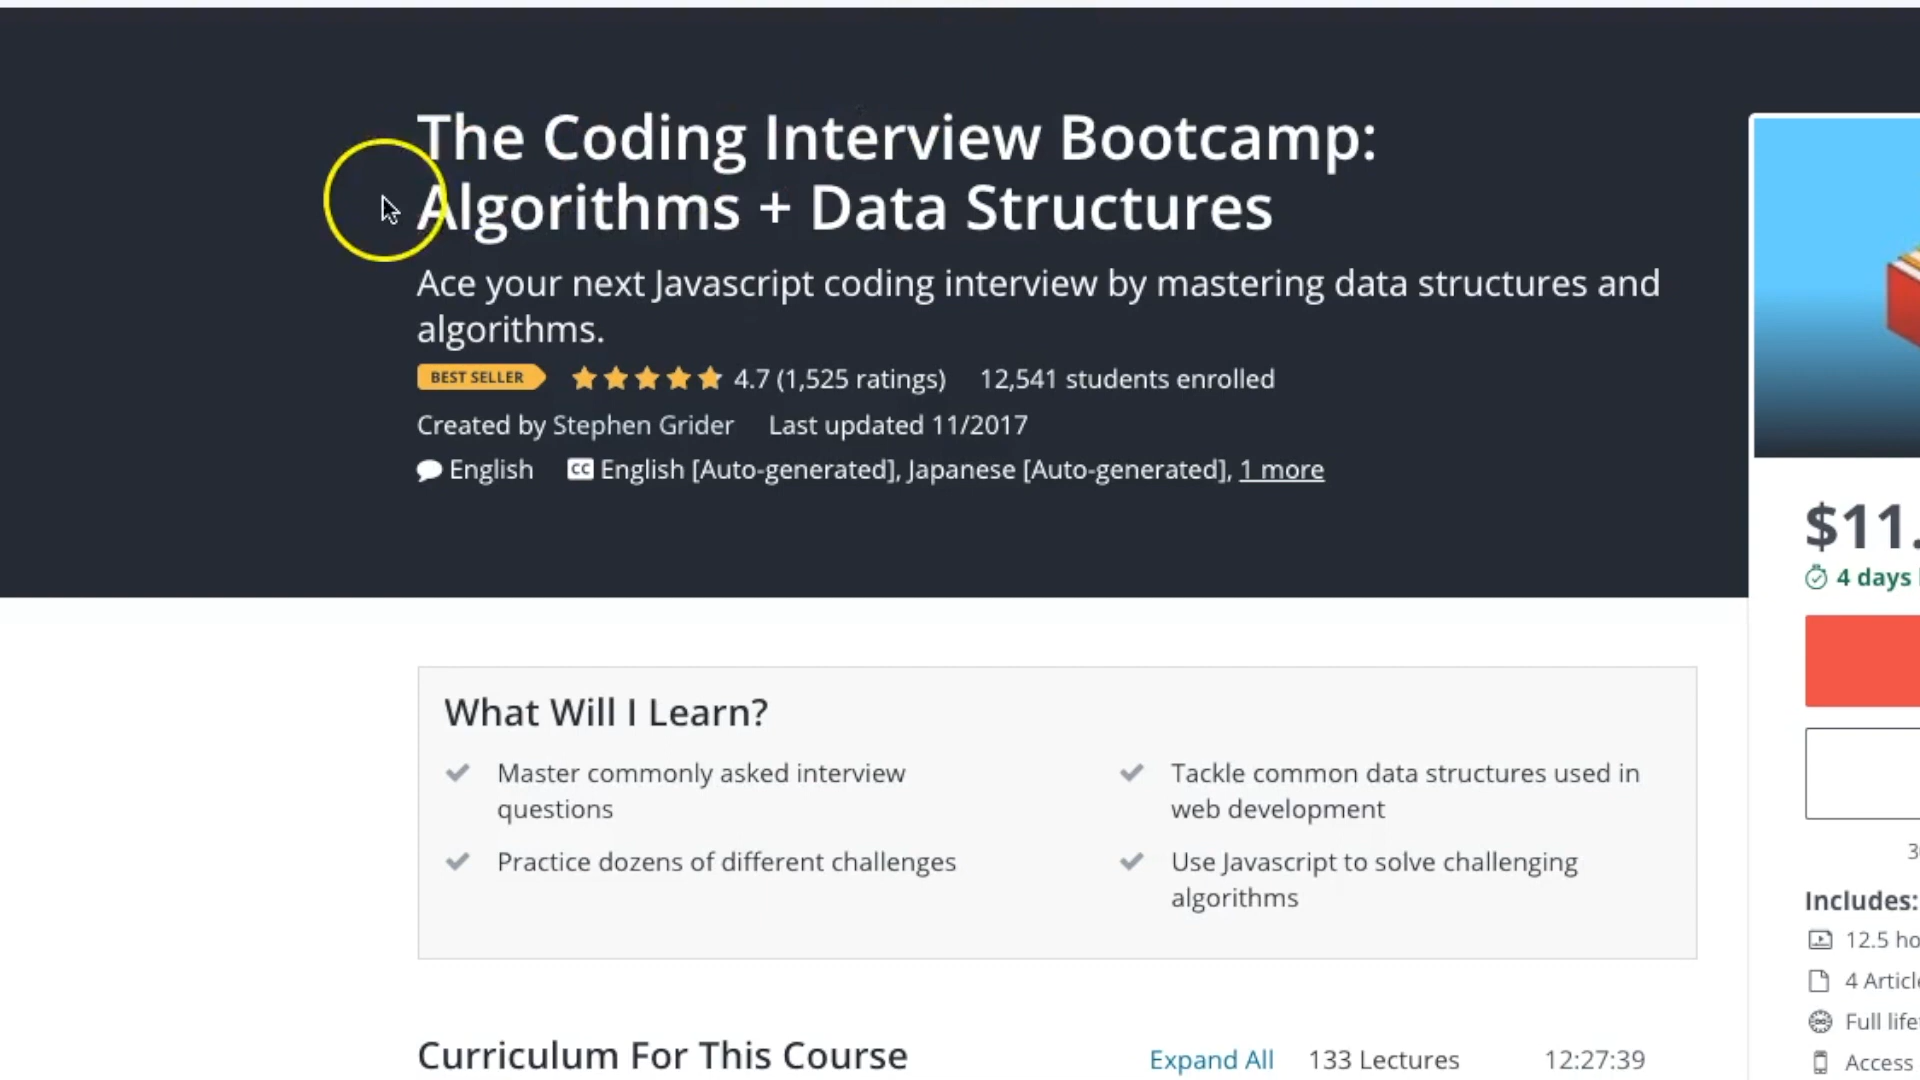 The Coding Interview Bootcamp:
Algorithms + Data Structures
Ace your next Javascript coding interview by mastering data structures and
algorithms.
BEST SELLER 4.7 (1,525 ratings) 12,541 students enrolled
Created by Stephen Grider Last updated 11/2017
English CC English [Auto-generated], Japanese [Auto-generated], 1 more
$11.
4 days
What Will I Learn?
Master commonly asked interview
questions
Tackle common data structures used in
web development
Practice dozens of different challenges
Use Javascript to solve challenging
algorithms
Includes:
12.5 ho
4 Article
Full life
Access
Curriculum For This Course Expand All 133 Lectures 12:27:39